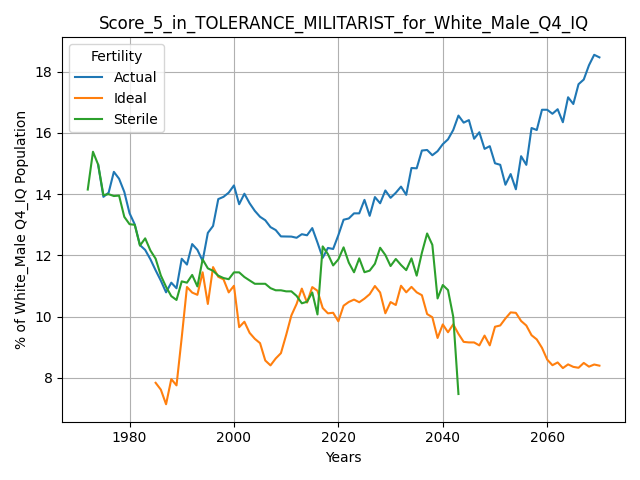 Score_5_in_TOLERANCE_MILITARIST_for_White_Male_Q4_IQ
Fertility
Actual
Ideal
Sterile
% of White_Male Q4_IQ Population
18
16
14
12
10
8
1980
2000
2020
2040
2060
Years